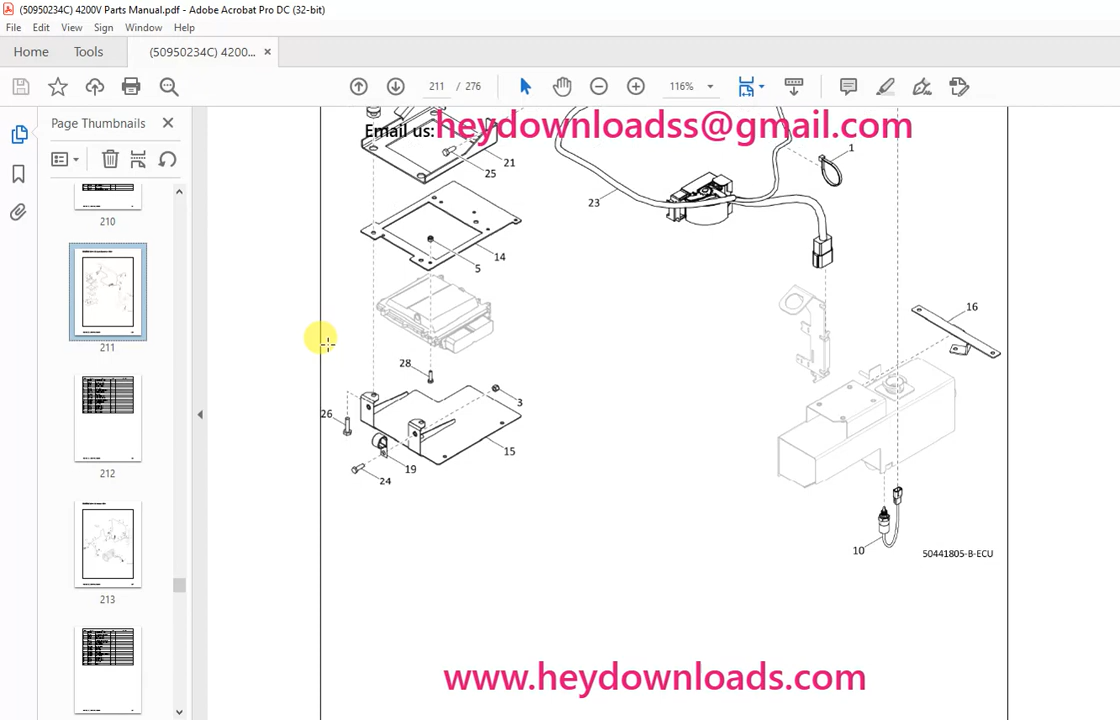 (50950234C) 4200V Parts Manual.pdf - Adobe Acrobat Pro DC (32-bit)
File Edit View Sign Window Help
Home Tools (50950234C) 4200... ×
211 / 276 116%
Page Thumbnails ×
210
211
212
213
Email us: heydownloadss@gmail.com
1
21
25
23
14
5
16
28
3
26
15
19
24
10
50441805-B-ECU
www.heydownloads.com